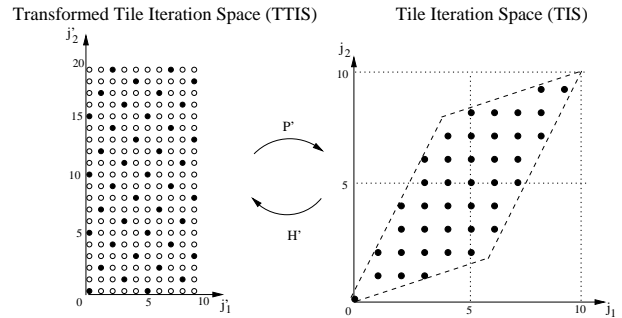 Transformed Tile Iteration Space (TTIS)
Tile Iteration Space (TIS)
j'2
20
15
10
5
0
5
10
j'1
P'
H'
j2
10
5
0
5
10
j1